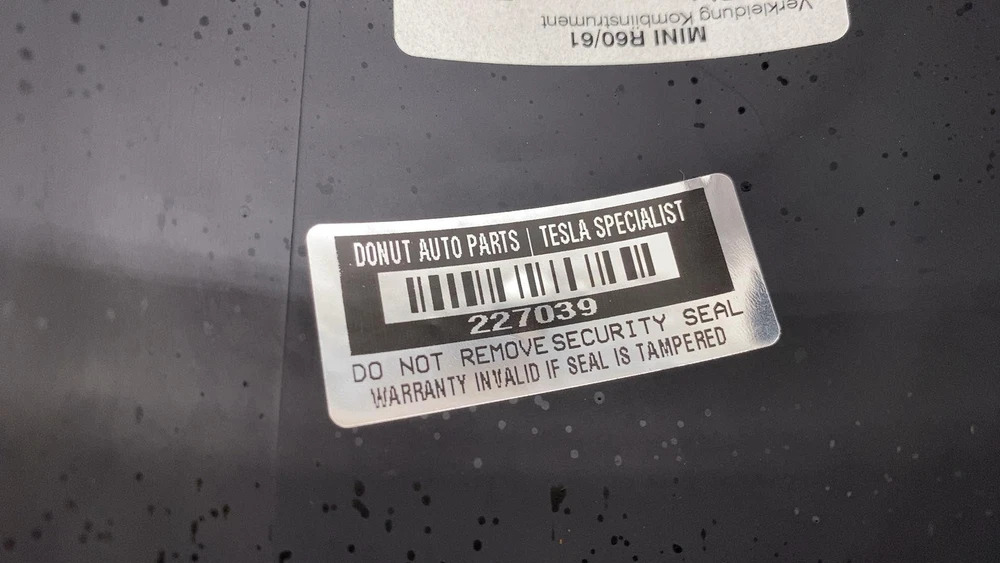 Verkleidung Kombiinstrument
MINI R60/61
DONUT AUTO PARTS | TESLA SPECIALIST
227039
DO NOT REMOVE SECURITY SEAL
WARRANTY INVALID IF SEAL IS TAMPERED